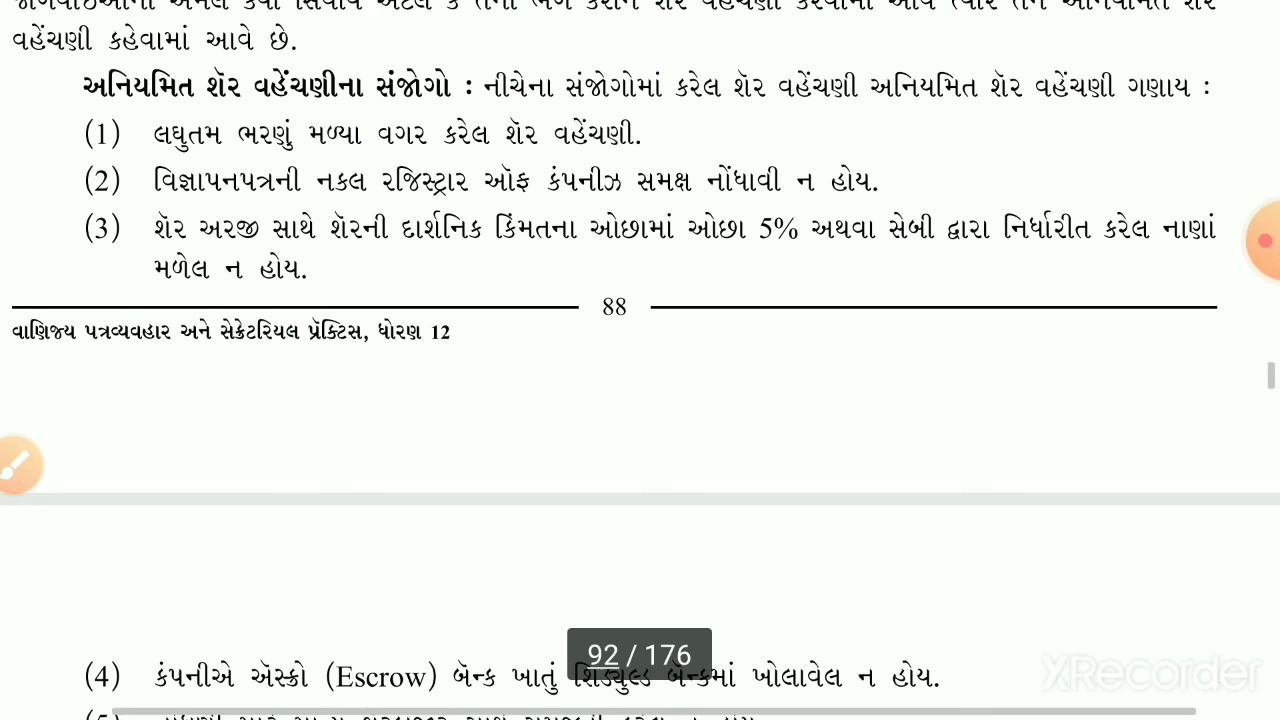 વહેંચણી કહેવામાં આવે છે.
અનિયમિત શૅર વહેંચણીના સંજોગો : નીચેના સંજોગોમાં કરેલ શૅર વહેંચણી અનિયમિત શૅર વહેંચણી ગણાય :
(1) લઘુતમ ભરણું મળ્યા વગર કરેલ શૅર વહેંચણી.
(2) વિજ્ઞાપનપત્રની નકલ રજિસ્ટ્રાર ઑફ કંપનીઝ સમક્ષ નોંધાવી ન હોય.
(3) શૅર અરજી સાથે શૅરની દાર્શનિક કિંમતના ઓછામાં ઓછા 5% અથવા સેબી દ્વારા નિર્ધારીત કરેલ નાણાં
મળેલ ન હોય.
88
વાણિજ્ય પત્રવ્યવહાર અને સેક્રેટરિયલ પ્રૅક્ટિસ, ધોરણ 12
92 / 176
(4) કંપનીએ ઍસ્ક્રો (Escrow) બૅન્ક ખાતું શિડ્યુલ્ડ બૅન્કમાં ખોલાવેલ ન હોય.
XRecorder